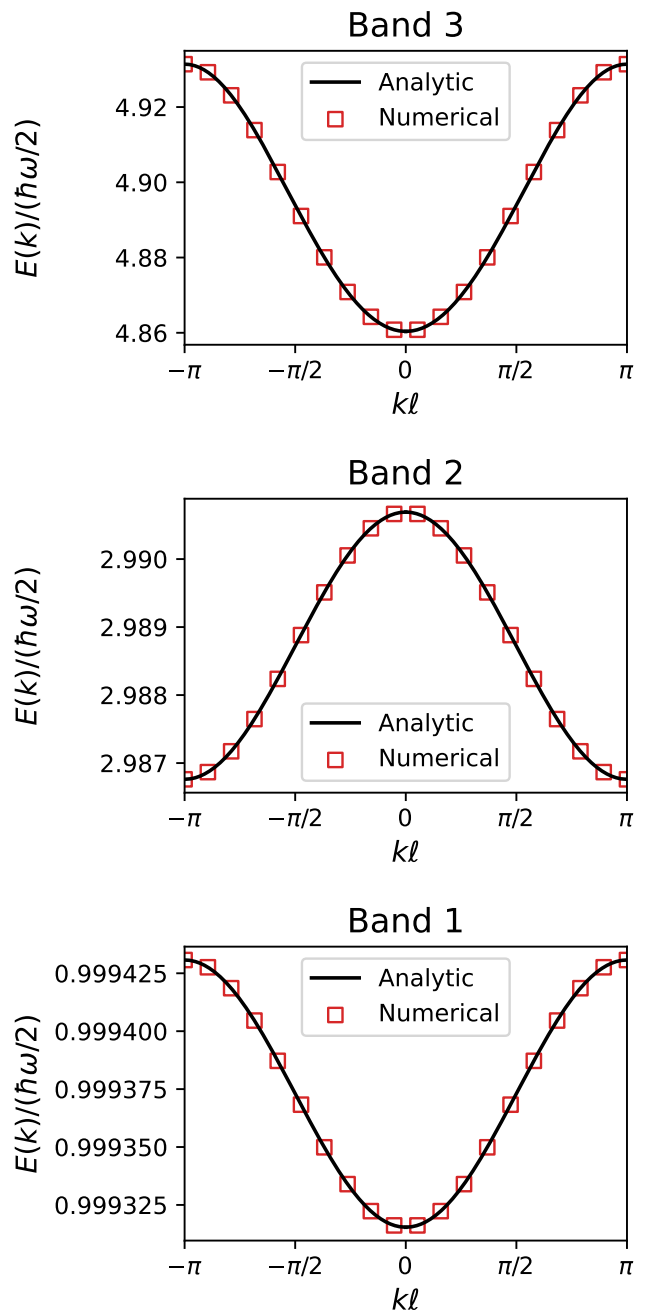 Band 3
E(k)/(ħω/2)
4.92
4.90
4.88
4.86
Analytic
Numerical
−π
−π/2
0
π/2
π
kℓ
Band 2
E(k)/(ħω/2)
2.990
2.989
2.988
2.987
Analytic
Numerical
−π
−π/2
0
π/2
π
kℓ
Band 1
E(k)/(ħω/2)
0.999425
0.999400
0.999375
0.999350
0.999325
Analytic
Numerical
−π
−π/2
0
π/2
π
kℓ